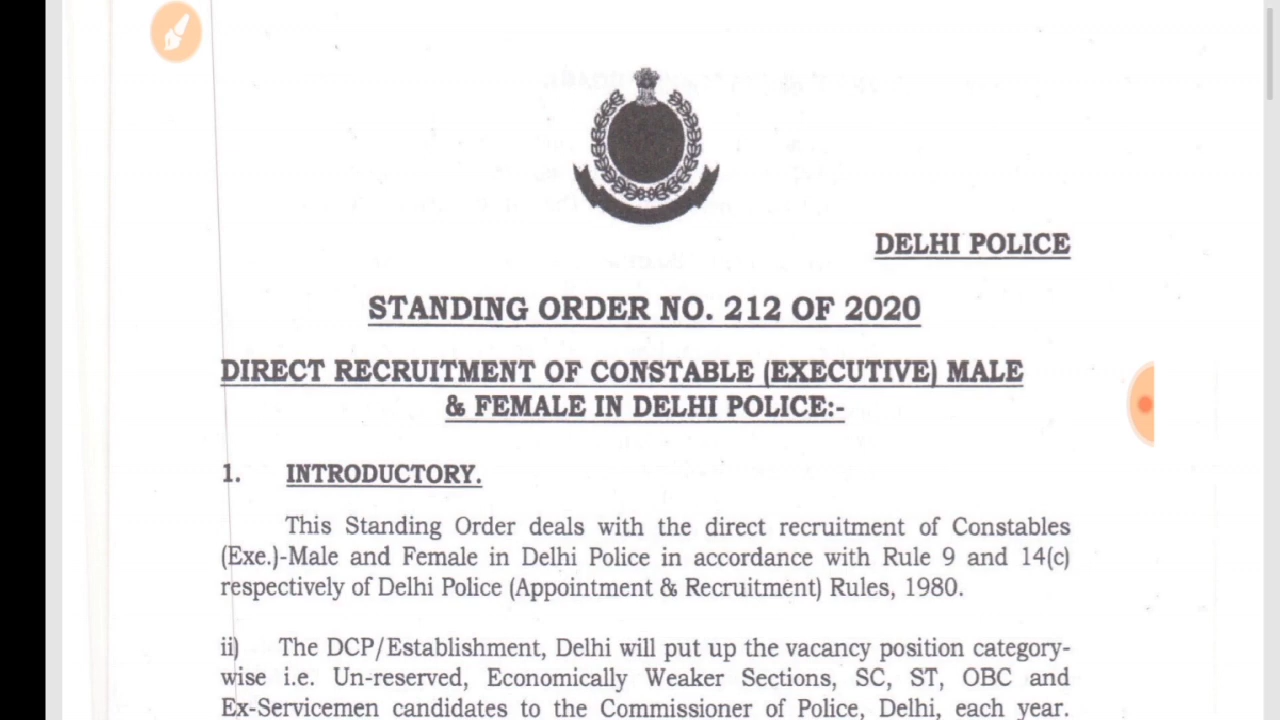 DELHI POLICE
STANDING ORDER NO. 212 OF 2020
DIRECT RECRUITMENT OF CONSTABLE (EXECUTIVE) MALE
& FEMALE IN DELHI POLICE:-
1. INTRODUCTORY.
This Standing Order deals with the direct recruitment of Constables
(Exe.)-Male and Female in Delhi Police in accordance with Rule 9 and 14(c)
respectively of Delhi Police (Appointment & Recruitment) Rules, 1980.
ii) The DCP/Establishment, Delhi will put up the vacancy position category-
wise i.e. Un-reserved, Economically Weaker Sections, SC, ST, OBC and
Ex-Servicemen candidates to the Commissioner of Police, Delhi, each year.